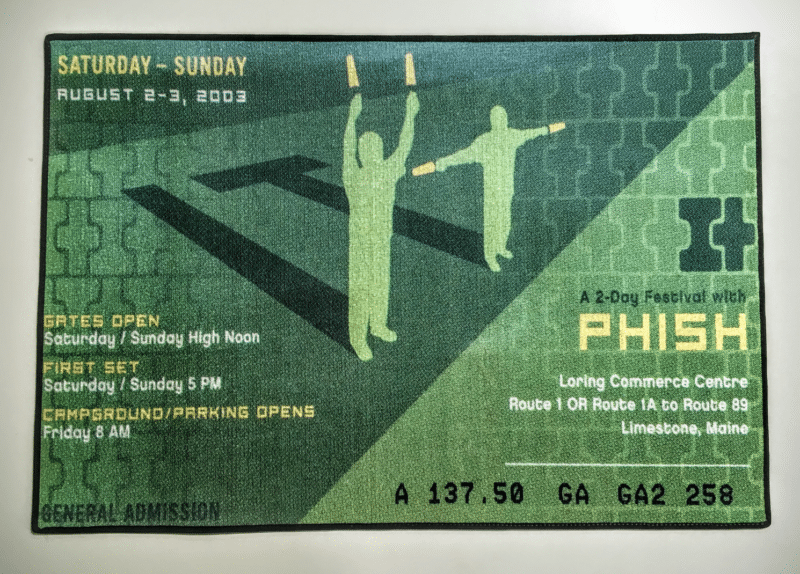 SATURDAY – SUNDAY
AUGUST 2-3, 2003
It
A 2-Day Festival with
PHISH
GATES OPEN
Saturday / Sunday High Noon
FIRST SET
Saturday / Sunday 5 PM
CAMPGROUND/PARKING OPENS
Friday 8 AM
Loring Commerce Centre
Route 1 OR Route 1A to Route 89
Limestone, Maine
A 137.50 GA GA2 258
GENERAL ADMISSION